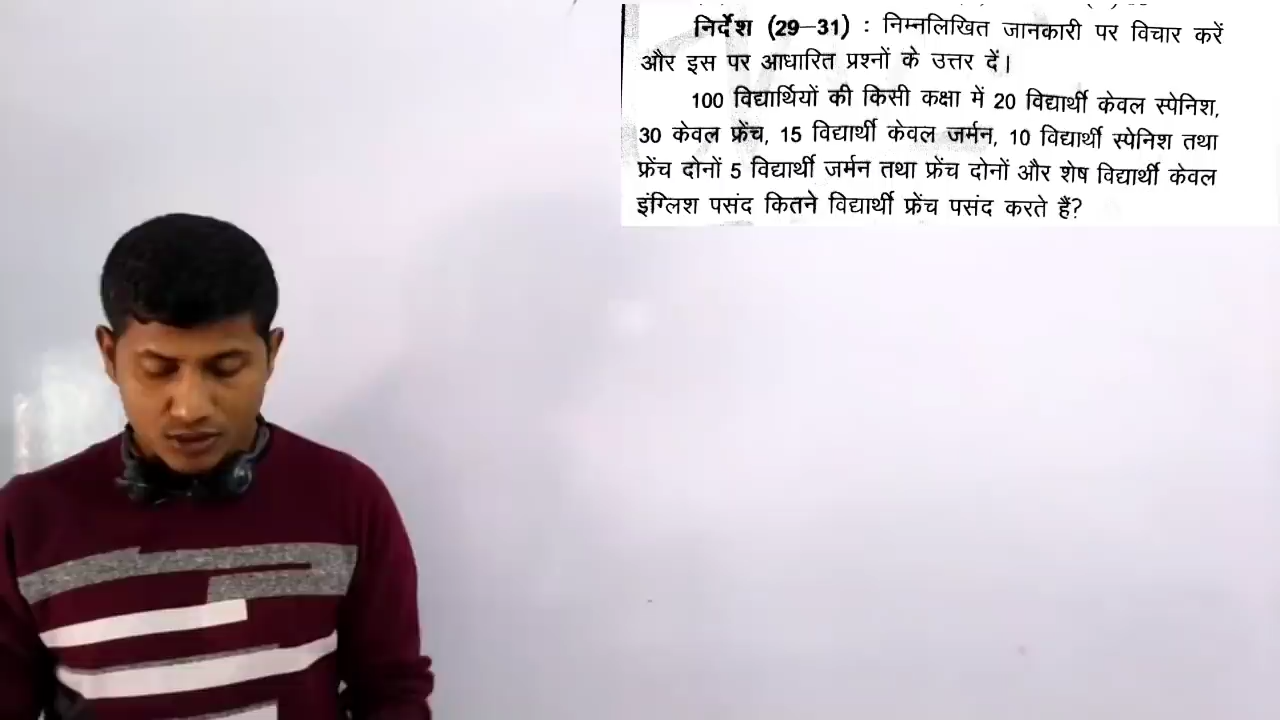 निर्देश (29–31) : निम्नलिखित जानकारी पर विचार करें
और इस पर आधारित प्रश्नों के उत्तर दें।
100 विद्यार्थियों की किसी कक्षा में 20 विद्यार्थी केवल स्पेनिश,
30 केवल फ्रेंच, 15 विद्यार्थी केवल जर्मन, 10 विद्यार्थी स्पेनिश तथा
फ्रेंच दोनों 5 विद्यार्थी जर्मन तथा फ्रेंच दोनों और शेष विद्यार्थी केवल
इंग्लिश पसंद कितने विद्यार्थी फ्रेंच पसंद करते हैं?